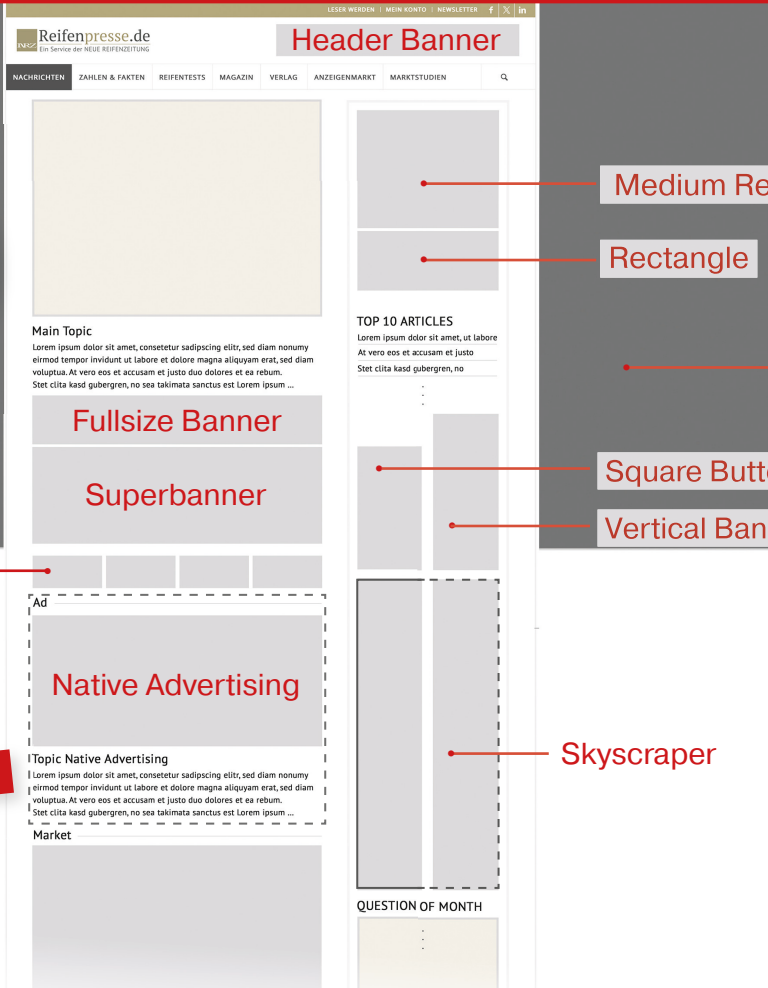 LESER WERDEN | MEIN KONTO | NEWSLETTER f X in
Reifenpresse.de
Ein Service der NEUE REIFENZEITUNG
Header Banner
NACHRICHTEN ZAHLEN & FAKTEN REIFENTESTS MAGAZIN VERLAG ANZEIGENMARKT MARKTSTUDIEN
Main Topic
Lorem ipsum dolor sit amet, consetetur sadipscing elitr, sed diam nonumy
eirmod tempor invidunt ut labore et dolore magna aliquyam erat, sed diam
voluptua. At vero eos et accusam et justo duo dolores et ea rebum.
Stet clita kasd gubergren, no sea takimata sanctus est Lorem ipsum ...
Fullsize Banner
Superbanner
Ad
Native Advertising
Topic Native Advertising
Lorem ipsum dolor sit amet, consetetur sadipscing elitr, sed diam nonumy
eirmod tempor invidunt ut labore et dolore magna aliquyam erat, sed diam
voluptua. At vero eos et accusam et justo duo dolores et ea rebum.
Stet clita kasd gubergren, no sea takimata sanctus est Lorem ipsum ...
Market
Medium Re
Rectangle
TOP 10 ARTICLES
Lorem ipsum dolor sit amet, ut labore
At vero eos et accusam et justo
Stet clita kasd gubergren, no
Square Butt
Vertical Ban
Skyscraper
QUESTION OF MONTH